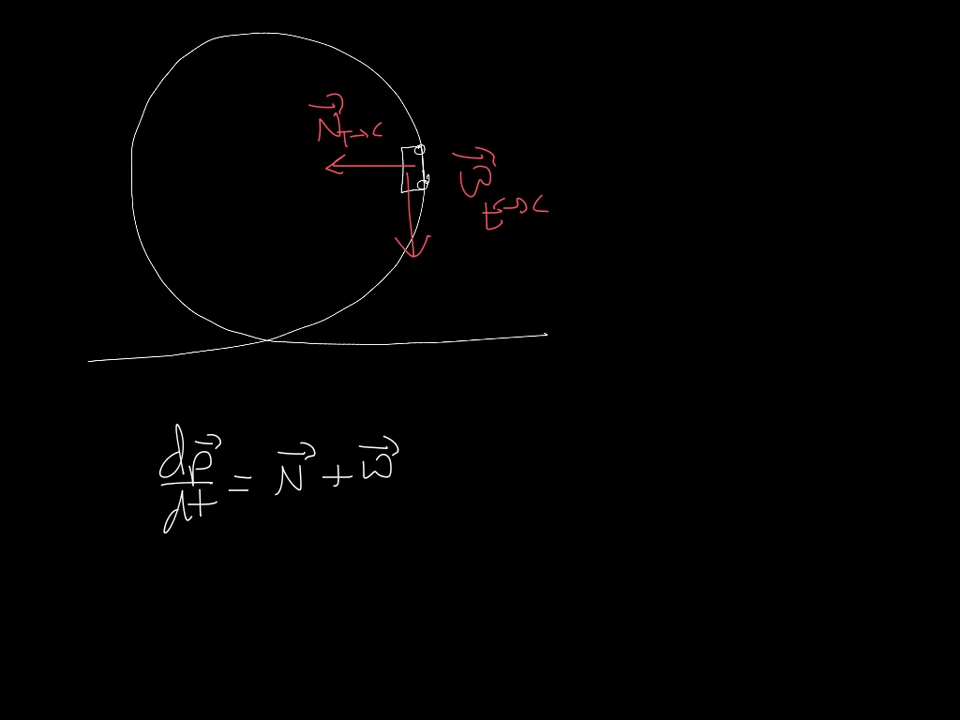 N⃗ T→C
W⃗ E→C
dp⃗/dt = N⃗ + W⃗